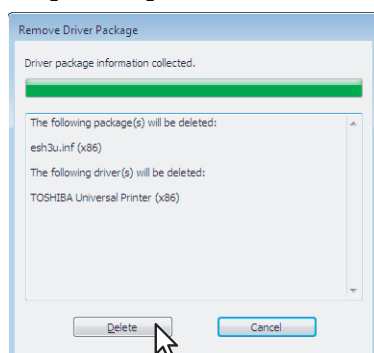 Remove Driver Package
Driver package information collected.
The following package(s) will be deleted:
esh3u.inf (x86)
The following driver(s) will be deleted:
TOSHIBA Universal Printer (x86)
Delete
Cancel